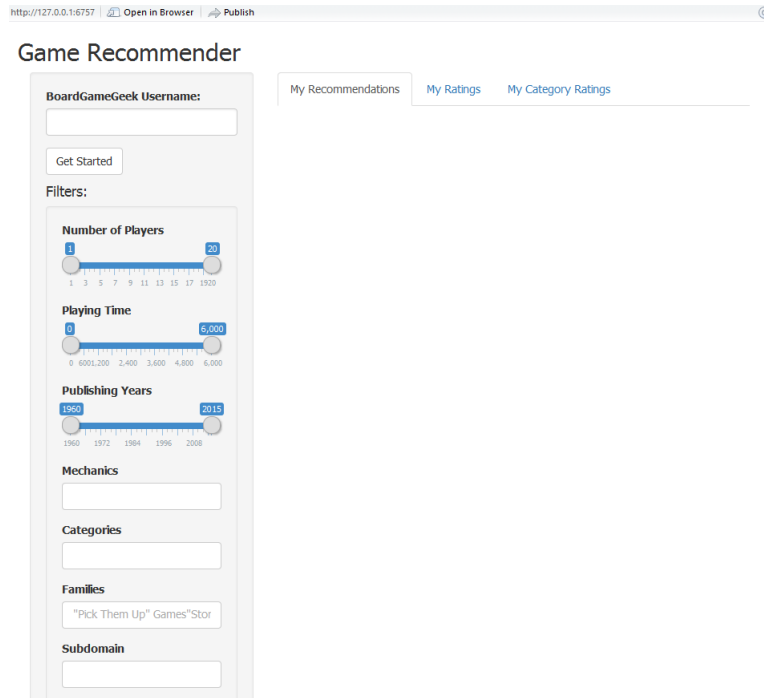 http://127.0.0.1:6757 Open in Browser Publish
Game Recommender
BoardGameGeek Username:
Get Started
Filters:
Number of Players
1 20
1 3 5 7 9 11 13 15 17 1920
Playing Time
0 6,000
0 6001,200 2,400 3,600 4,800 6,000
Publishing Years
1960 2015
1960 1972 1984 1996 2008
Mechanics
Categories
Families
"Pick Them Up" Games"Stor
Subdomain
My Recommendations My Ratings My Category Ratings